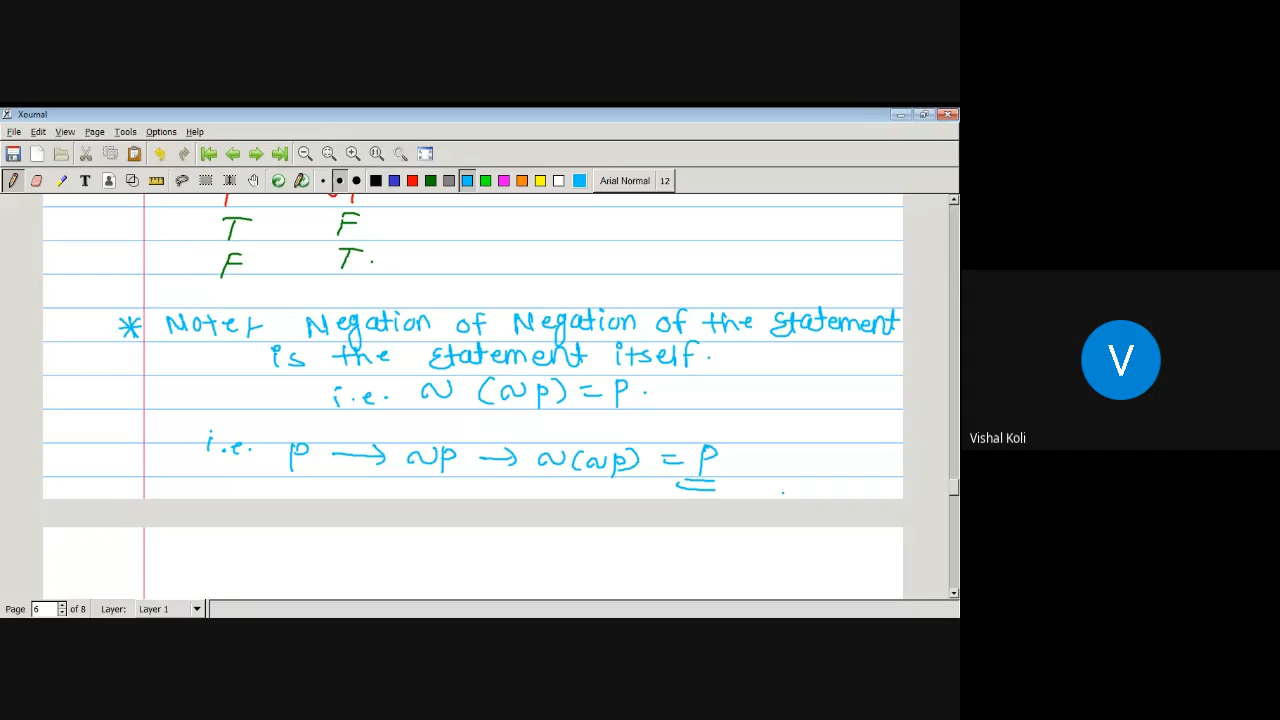 Xournal
File Edit View Page Tools Options Help
Arial Normal 12
T F
F T.
* Note:- Negation of Negation of the statement
is the statement itself.
i.e. ~ (~p) = p.
i.e. p → ~p → ~(~p) = p
V
Vishal Koli
Page 6 of 8 Layer: Layer 1